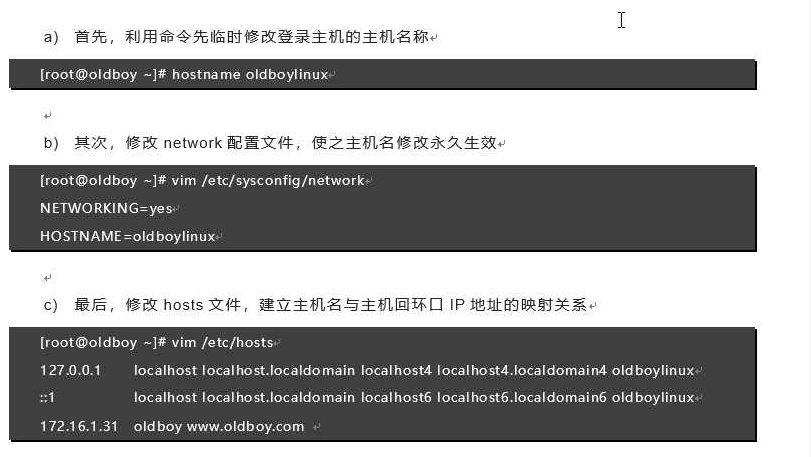 a) 首先，利用命令先临时修改登录主机的主机名称
[root@oldboy ~]# hostname oldboylinux
b) 其次，修改 network 配置文件，使之主机名修改永久生效
[root@oldboy ~]# vim /etc/sysconfig/network
NETWORKING=yes
HOSTNAME=oldboylinux
c) 最后，修改 hosts 文件，建立主机名与主机回环口 IP 地址的映射关系
[root@oldboy ~]# vim /etc/hosts
127.0.0.1 localhost localhost.localdomain localhost4 localhost4.localdomain4 oldboylinux
::1 localhost localhost.localdomain localhost6 localhost6.localdomain6 oldboylinux
172.16.1.31 oldboy www.oldboy.com